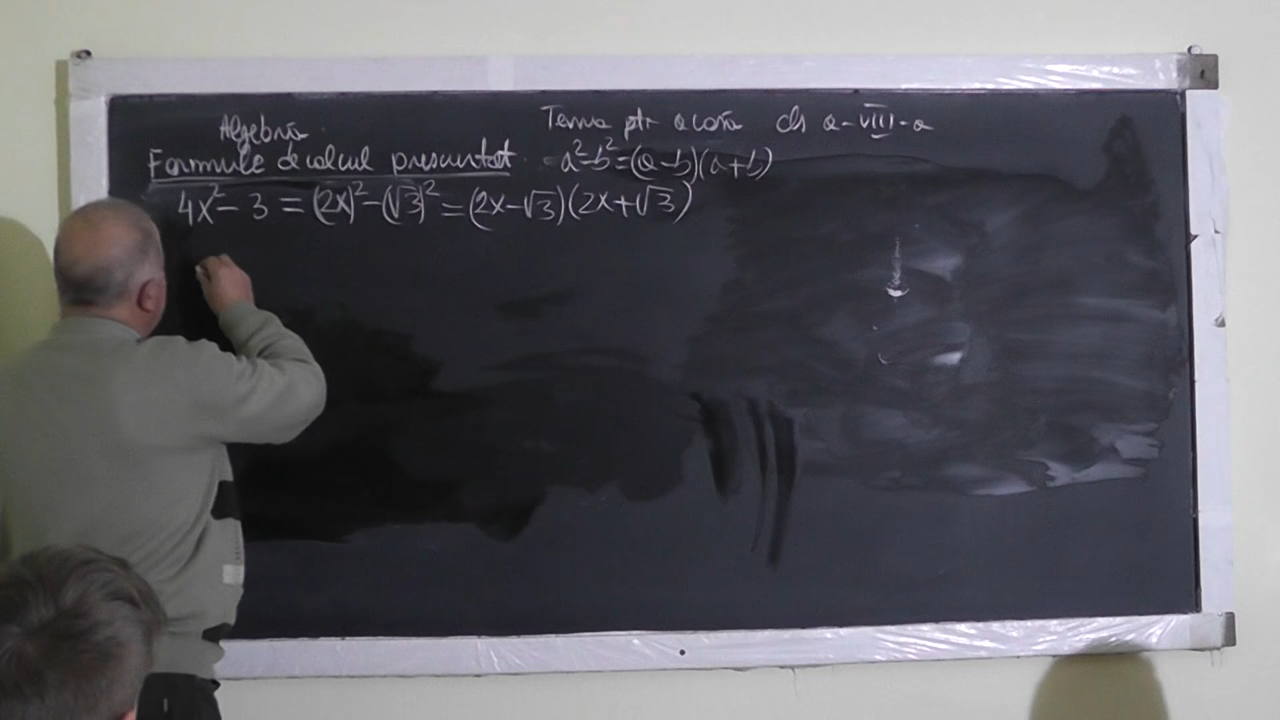 Algebra Tema ptr acasă cls a-VIII-a
Formule de calcul prescurtat a²-b²=(a-b)(a+b)
4x²-3=(2x)²-(√3)²=(2x-√3)(2x+√3)